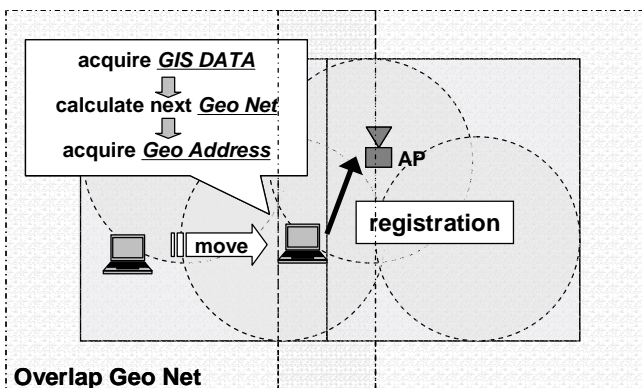 acquire GIS DATA
calculate next Geo Net
acquire Geo Address
AP
registration
move
Overlap Geo Net